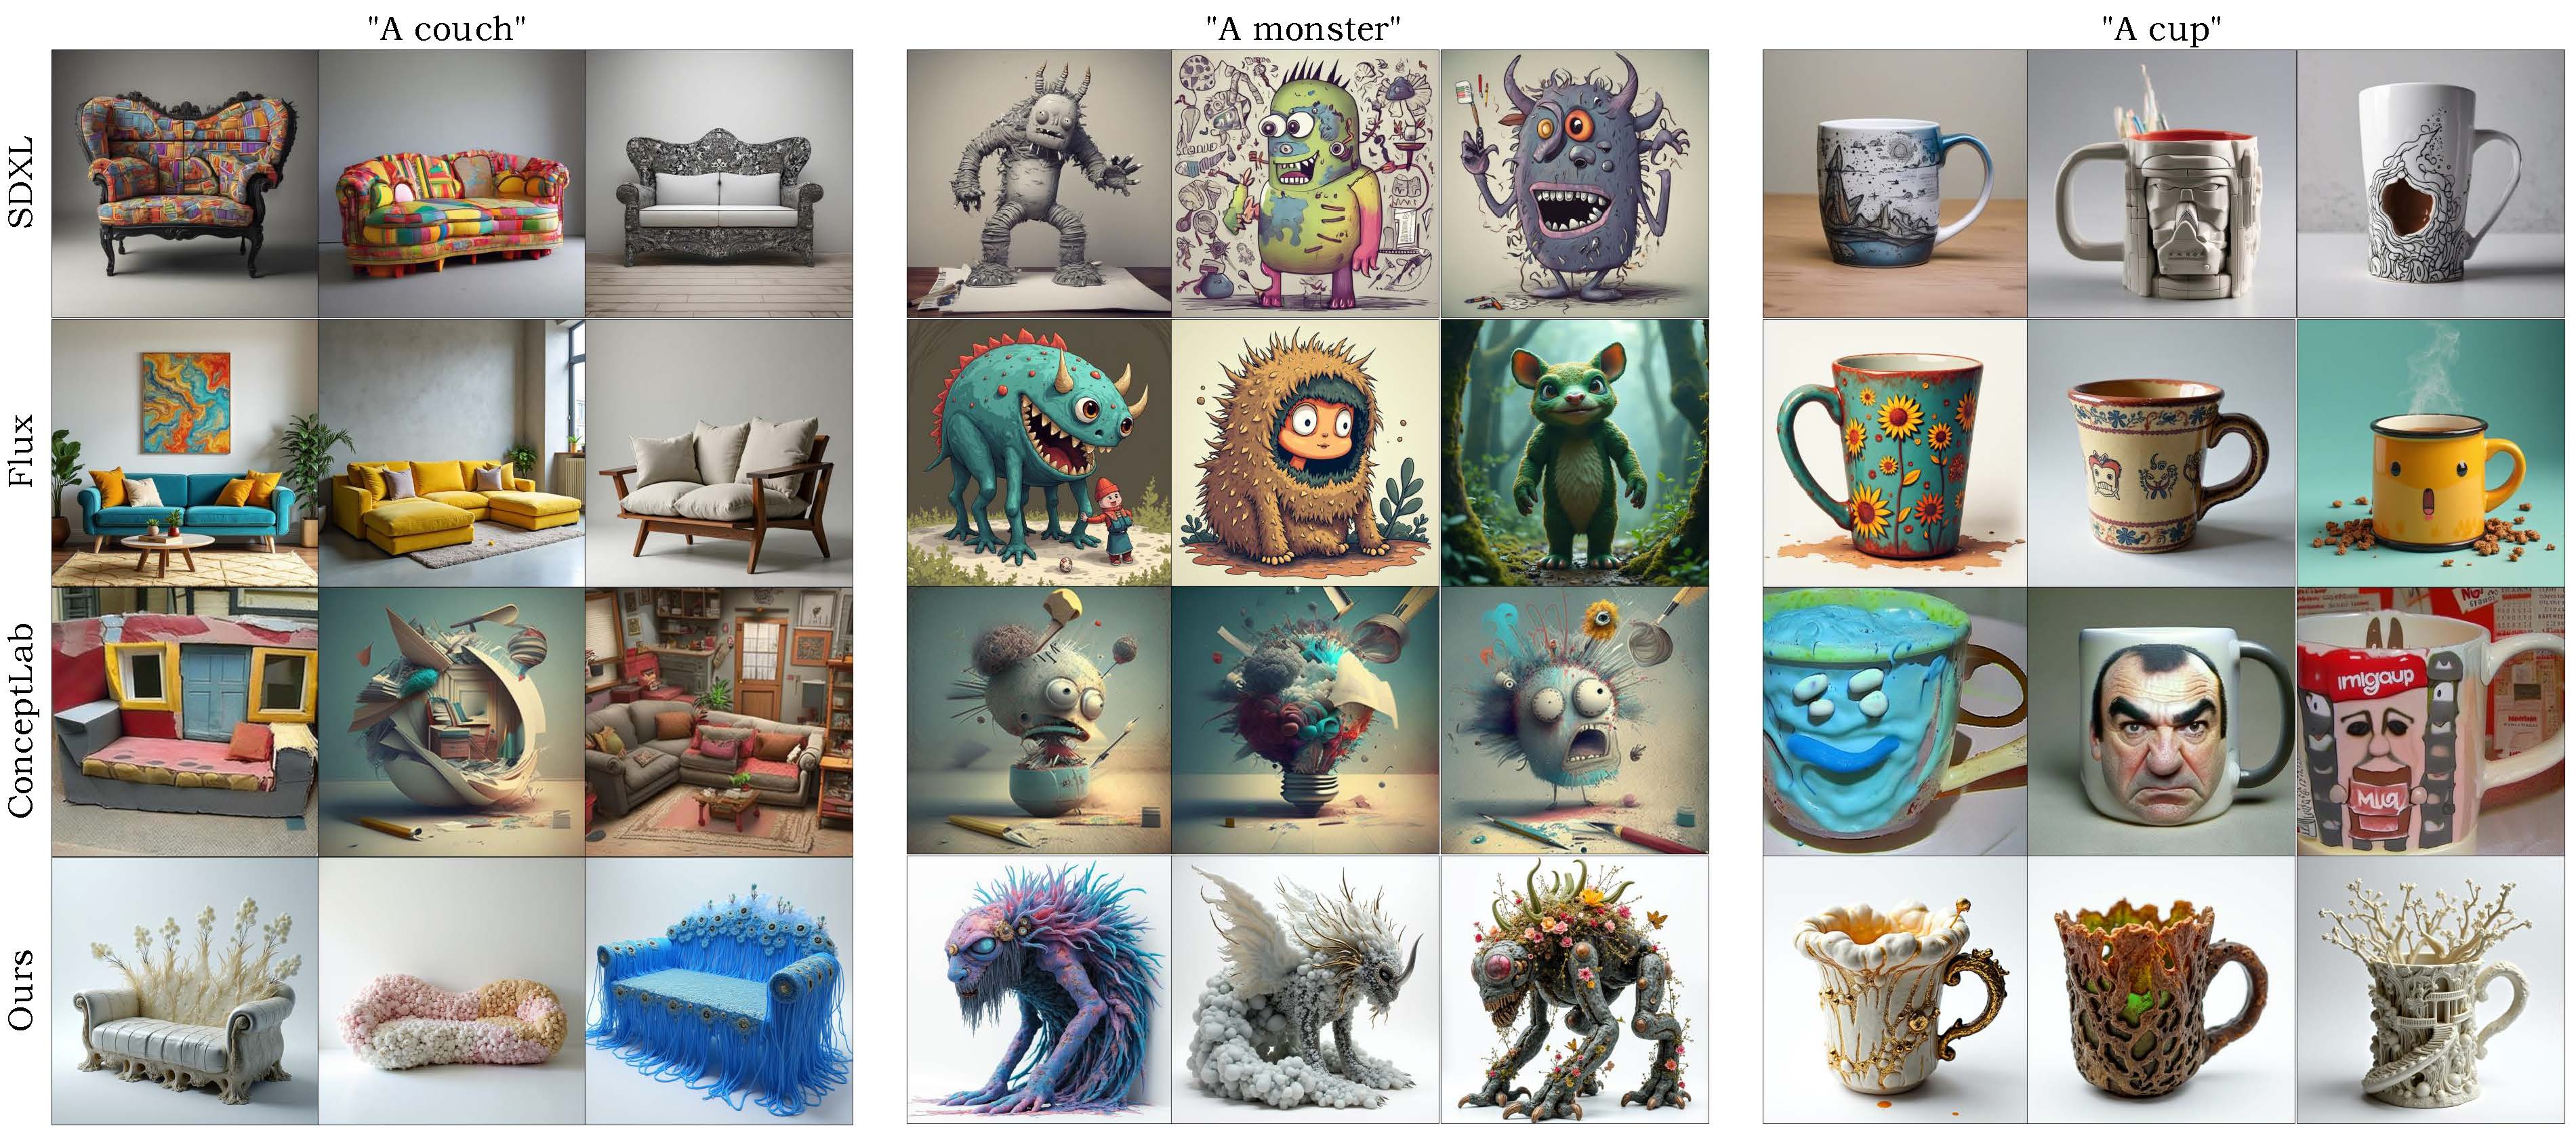 "A couch"
"A monster"
"A cup"
SDXL
Flux
ConceptLab
imigaup
MUG
Ours